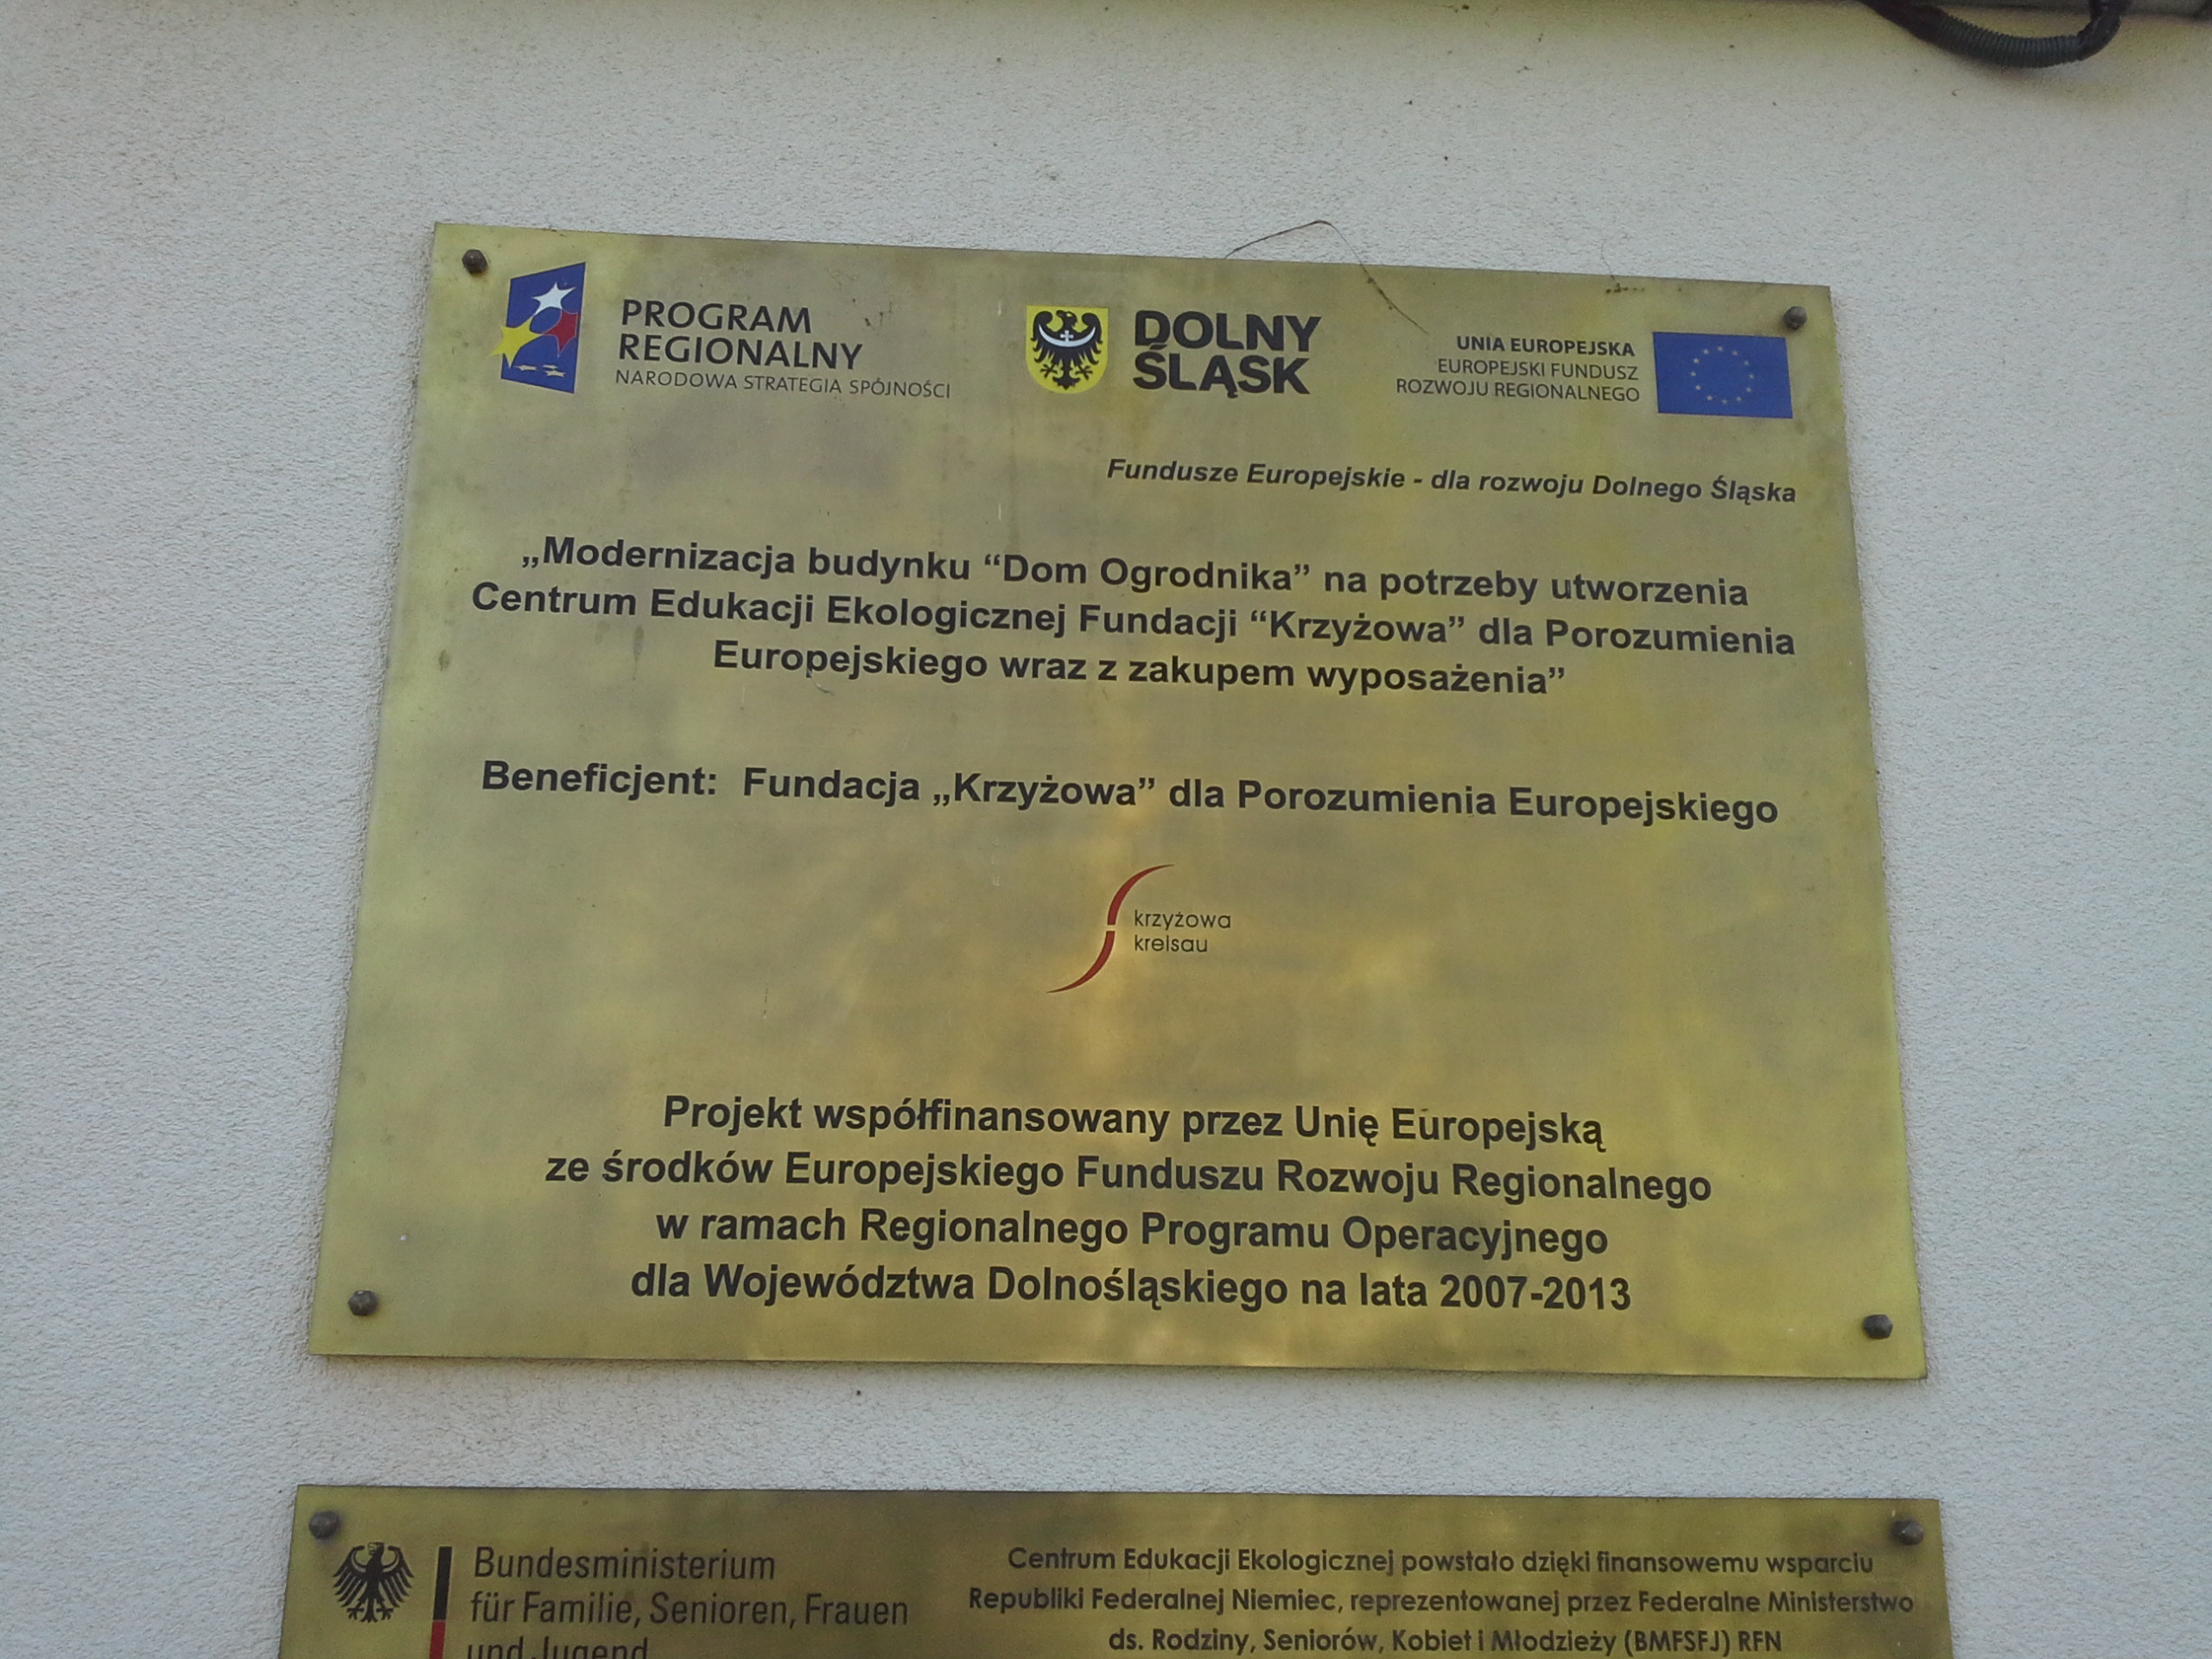 PROGRAM
REGIONALNY
NARODOWA STRATEGIA SPÓJNOŚCI
DOLNY
ŚLĄSK
UNIA EUROPEJSKA
EUROPEJSKI FUNDUSZ
ROZWOJU REGIONALNEGO
Fundusze Europejskie - dla rozwoju Dolnego Śląska
„Modernizacja budynku “Dom Ogrodnika” na potrzeby utworzenia
Centrum Edukacji Ekologicznej Fundacji “Krzyżowa” dla Porozumienia
Europejskiego wraz z zakupem wyposażenia”
Beneficjent: Fundacja „Krzyżowa” dla Porozumienia Europejskiego
krzyżowa
kreisau
Projekt współfinansowany przez Unię Europejską
ze środków Europejskiego Funduszu Rozwoju Regionalnego
w ramach Regionalnego Programu Operacyjnego
dla Województwa Dolnośląskiego na lata 2007-2013
Bundesministerium
für Familie, Senioren, Frauen
und Jugend
Centrum Edukacji Ekologicznej powstało dzięki finansowemu wsparciu
Republiki Federalnej Niemiec, reprezentowanej przez Federalne Ministerstwo
ds. Rodziny, Seniorów, Kobiet i Młodzieży (BMFSFJ) RFN